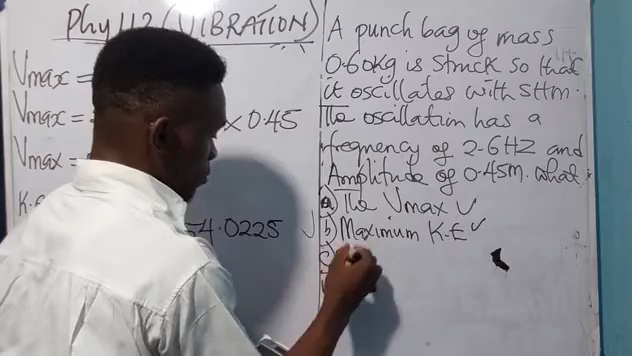 Phy 112 (VIBRATION)
Vmax =
Vmax = x 0.45
Vmax =
K.E
54.0225 J
A punch bag of mass
0.60kg is struck so that
it oscillates with SHM.
The oscillation has a
frequency of 2.6HZ and
Amplitude of 0.45m. What
(a) The Vmax ✓
(b) Maximum K.E ✓
(c)